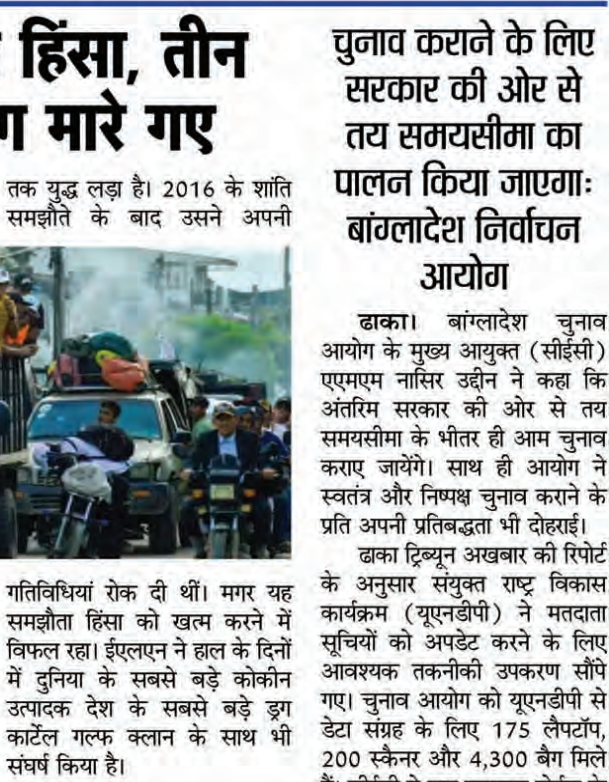 हिंसा, तीन
मारे गए
तक युद्ध लड़ा है। 2016 के शांति
समझौते के बाद उसने अपनी
गतिविधियां रोक दी थीं। मगर यह
समझौता हिंसा को खत्म करने में
विफल रहा। ईएलएन ने हाल के दिनों
में दुनिया के सबसे बड़े कोकीन
उत्पादक देश के सबसे बड़े ड्रग
कार्टेल गल्फ क्लान के साथ भी
संघर्ष किया है।
चुनाव कराने के लिए
सरकार की ओर से
तय समयसीमा का
पालन किया जाएगाः
बांग्लादेश निर्वाचन
आयोग
ढाका। बांग्लादेश चुनाव
आयोग के मुख्य आयुक्त (सीईसी)
एएमएम नासिर उद्दीन ने कहा कि
अंतरिम सरकार की ओर से तय
समयसीमा के भीतर ही आम चुनाव
कराए जायेंगे। साथ ही आयोग ने
स्वतंत्र और निष्पक्ष चुनाव कराने के
प्रति अपनी प्रतिबद्धता भी दोहराई।
ढाका ट्रिब्यून अखबार की रिपोर्ट
के अनुसार संयुक्त राष्ट्र विकास
कार्यक्रम (यूएनडीपी) ने मतदाता
सूचियों को अपडेट करने के लिए
आवश्यक तकनीकी उपकरण सौंपे
गए। चुनाव आयोग को यूएनडीपी से
डेटा संग्रह के लिए 175 लैपटॉप,
200 स्कैनर और 4,300 बैग मिले